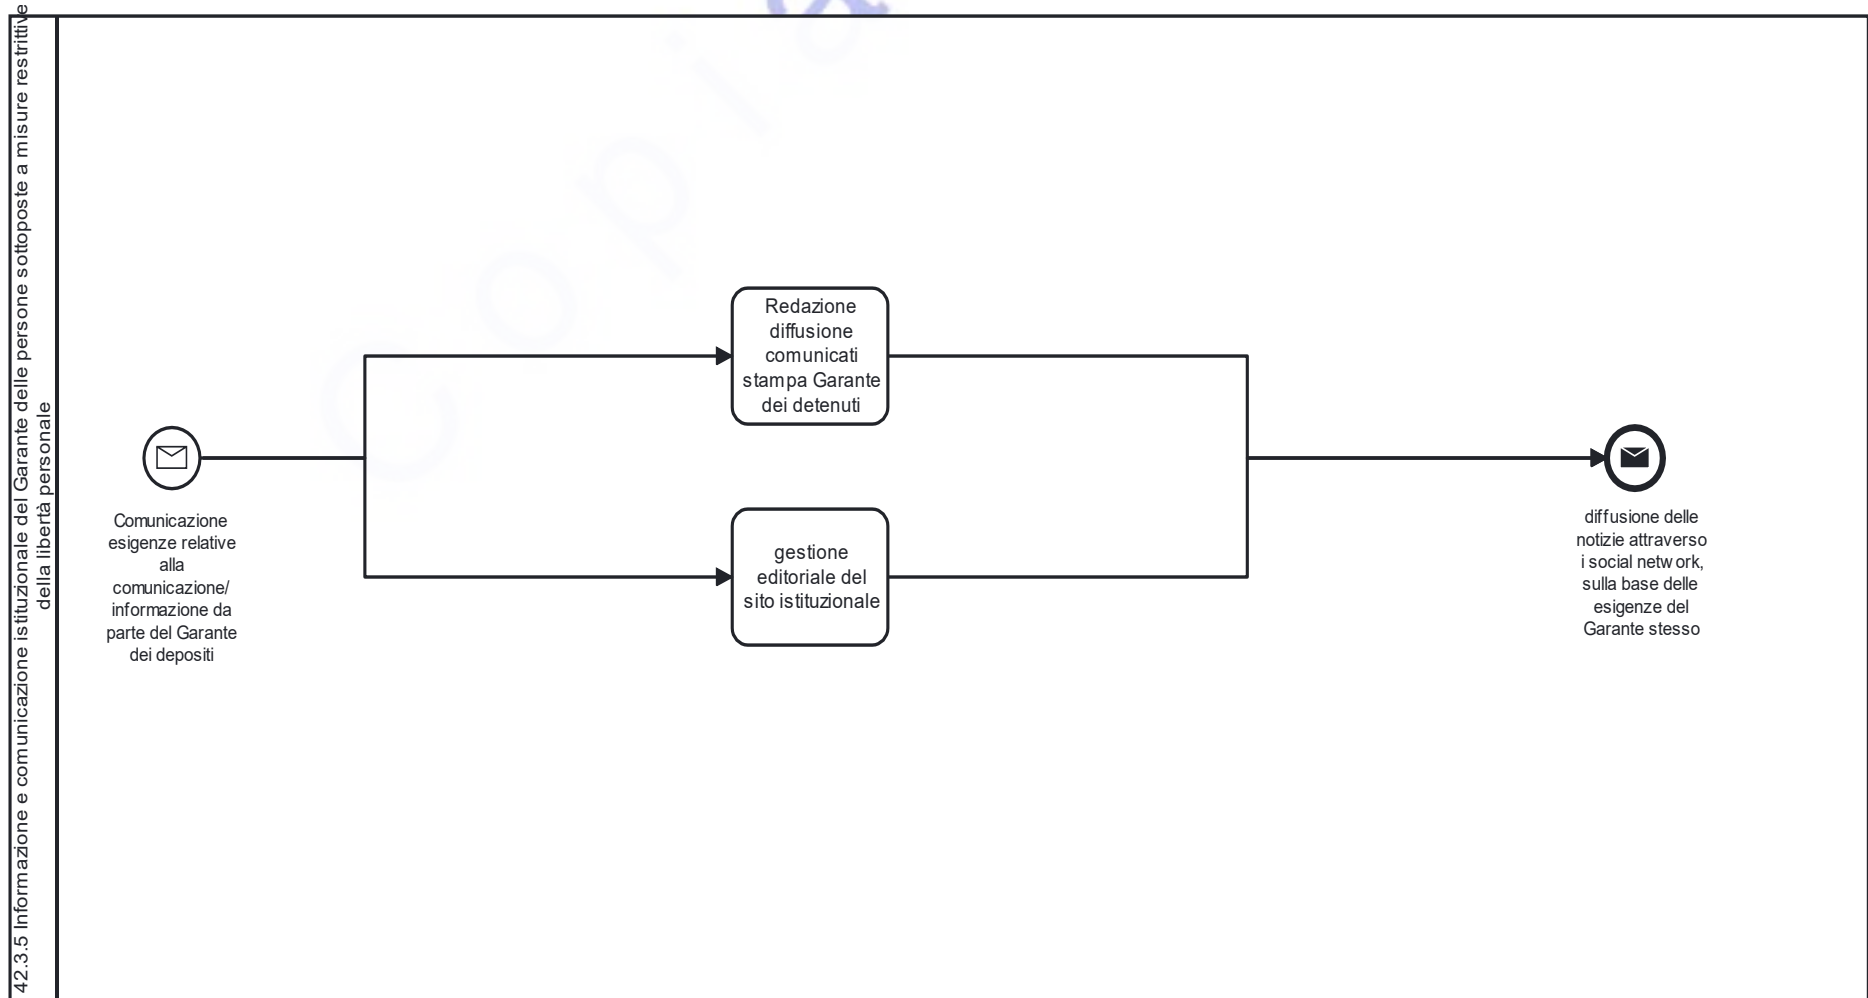 42.3.5 Informazione e comunicazione istituzionale del Garante delle persone sottoposte a misure restrittive
della libertà personale
Copia
Redazione
diffusione
comunicati
stampa Garante
dei detenuti
Comunicazione
esigenze relative
alla
comunicazione/
informazione da
parte del Garante
dei depositi
gestione
editoriale del
sito istituzionale
diffusione delle
notizie attraverso
i social network,
sulla base delle
esigenze del
Garante stesso